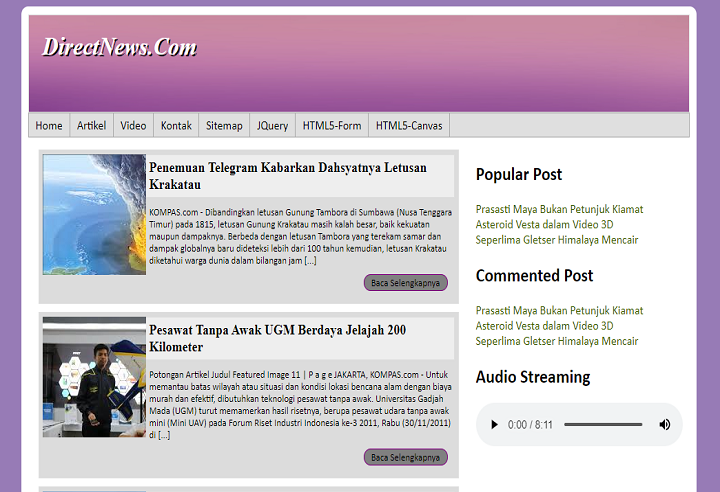 DirectNews.Com
Home Artikel Video Kontak Sitemap JQuery HTML5-Form HTML5-Canvas
Penemuan Telegram Kabarkan Dahsyatnya Letusan
Krakatau
KOMPAS.com - Dibandingkan letusan Gunung Tambora di Sumbawa (Nusa Tenggara
Timur) pada 1815, letusan Gunung Krakatau masih kalah besar, baik kekuatan
maupun dampaknya. Berbeda dengan letusan Tambora yang terekam samar dan
dampak globalnya baru dideteksi lebih dari 100 tahun kemudian, letusan Krakatau
diketahui warga dunia dalam bilangan jam [...]
Baca Selengkapnya
Pesawat Tanpa Awak UGM Berdaya Jelajah 200
Kilometer
Potongan Artikel Judul Featured Image 11 | P a g e JAKARTA, KOMPAS.com - Untuk
memantau batas wilayah atau situasi dan kondisi lokasi bencana alam dengan biaya
murah dan efektif, dibutuhkan teknologi pesawat tanpa awak. Universitas Gadjah
Mada (UGM) turut memamerkan hasil risetnya, berupa pesawat udara tanpa awak
mini (Mini UAV) pada Forum Riset Industri Indonesia ke-3 2011, Rabu (30/11/2011)
di [...]
Baca Selengkapnya
Popular Post
Prasasti Maya Bukan Petunjuk Kiamat
Asteroid Vesta dalam Video 3D
Seperlima Gletser Himalaya Mencair
Commented Post
Prasasti Maya Bukan Petunjuk Kiamat
Asteroid Vesta dalam Video 3D
Seperlima Gletser Himalaya Mencair
Audio Streaming
0:00 / 8:11